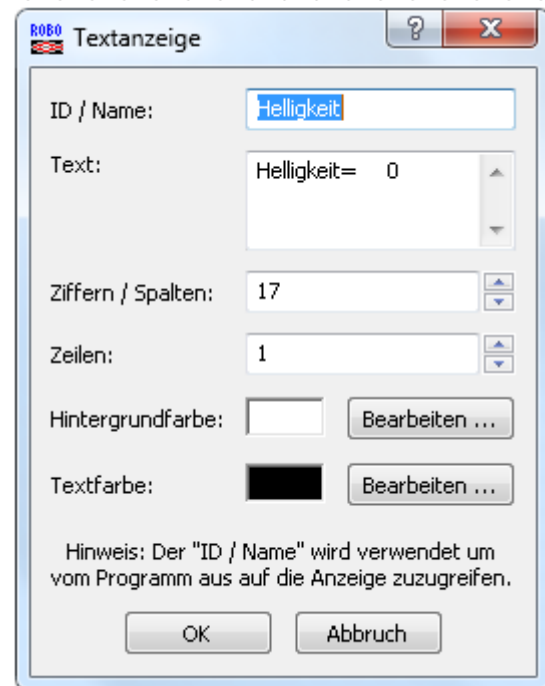 ROBO Textanzeige
ID / Name: Helligkeit
Text: Helligkeit= 0
Ziffern / Spalten: 17
Zeilen: 1
Hintergrundfarbe: Bearbeiten ...
Textfarbe: Bearbeiten ...
Hinweis: Der "ID / Name" wird verwendet um
vom Programm aus auf die Anzeige zuzugreifen.
OK Abbruch